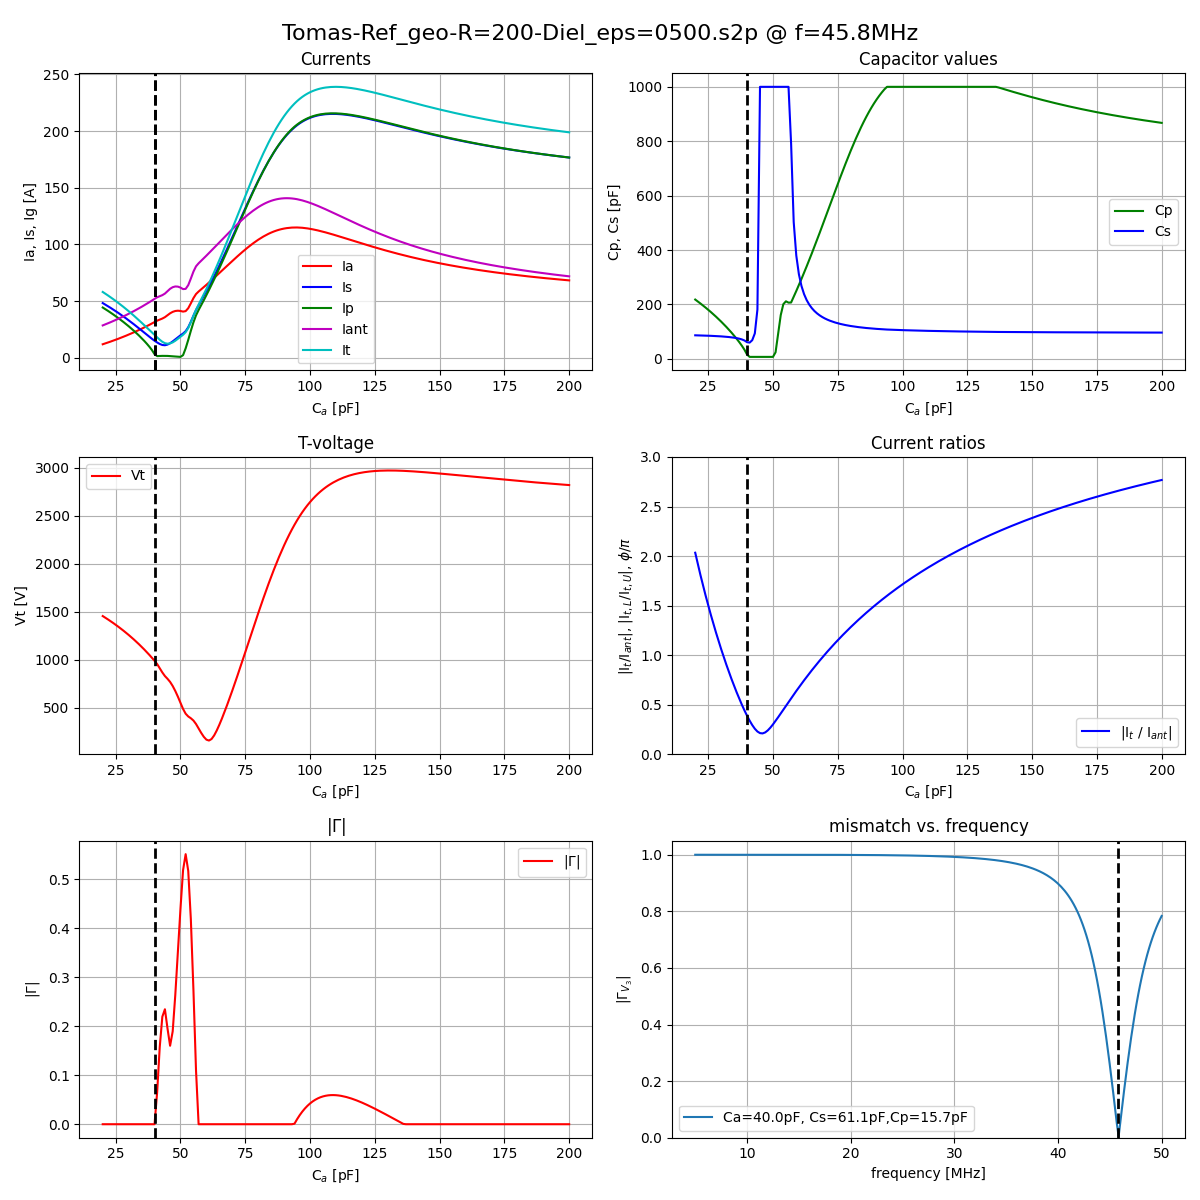 Tomas-Ref_geo-R=200-Diel_eps=0500.s2p @ f=45.8MHz
Currents
Ia, Is, Ig [A]
250
200
150
100
50
0
Ia
Is
Ip
Iant
It
25 50 75 100 125 150 175 200
Cₐ [pF]
Capacitor values
Cp, Cs [pF]
1000
800
600
400
200
0
Cp
Cs
25 50 75 100 125 150 175 200
Cₐ [pF]
T-voltage
Vt [V]
3000
2500
2000
1500
1000
500
Vt
25 50 75 100 125 150 175 200
Cₐ [pF]
Current ratios
|I_t/I_ant|, |I_t,L/I_t,U|, ϕ/π
3.0
2.5
2.0
1.5
1.0
0.5
0.0
|I_t / I_ant|
25 50 75 100 125 150 175 200
Cₐ [pF]
|Γ|
|Γ|
0.5
0.4
0.3
0.2
0.1
0.0
|Γ|
25 50 75 100 125 150 175 200
Cₐ [pF]
mismatch vs. frequency
|Γ_V₃|
1.0
0.8
0.6
0.4
0.2
0.0
Ca=40.0pF, Cs=61.1pF,Cp=15.7pF
10 20 30 40 50
frequency [MHz]